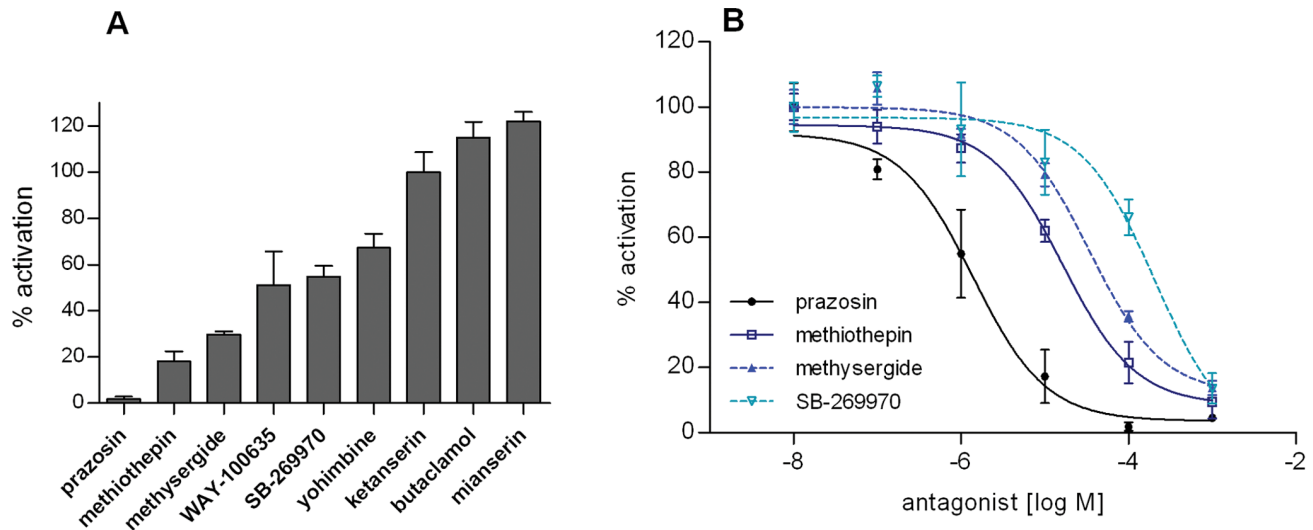 A
% activation
120
100
80
60
40
20
0
prazosin
methiothepin
methysergide
WAY-100635
SB-269970
yohimbine
ketanserin
butaclamol
mianserin
B
% activation
120
100
80
60
40
20
0
prazosin
methiothepin
methysergide
SB-269970
-8
-6
-4
-2
antagonist [log M]